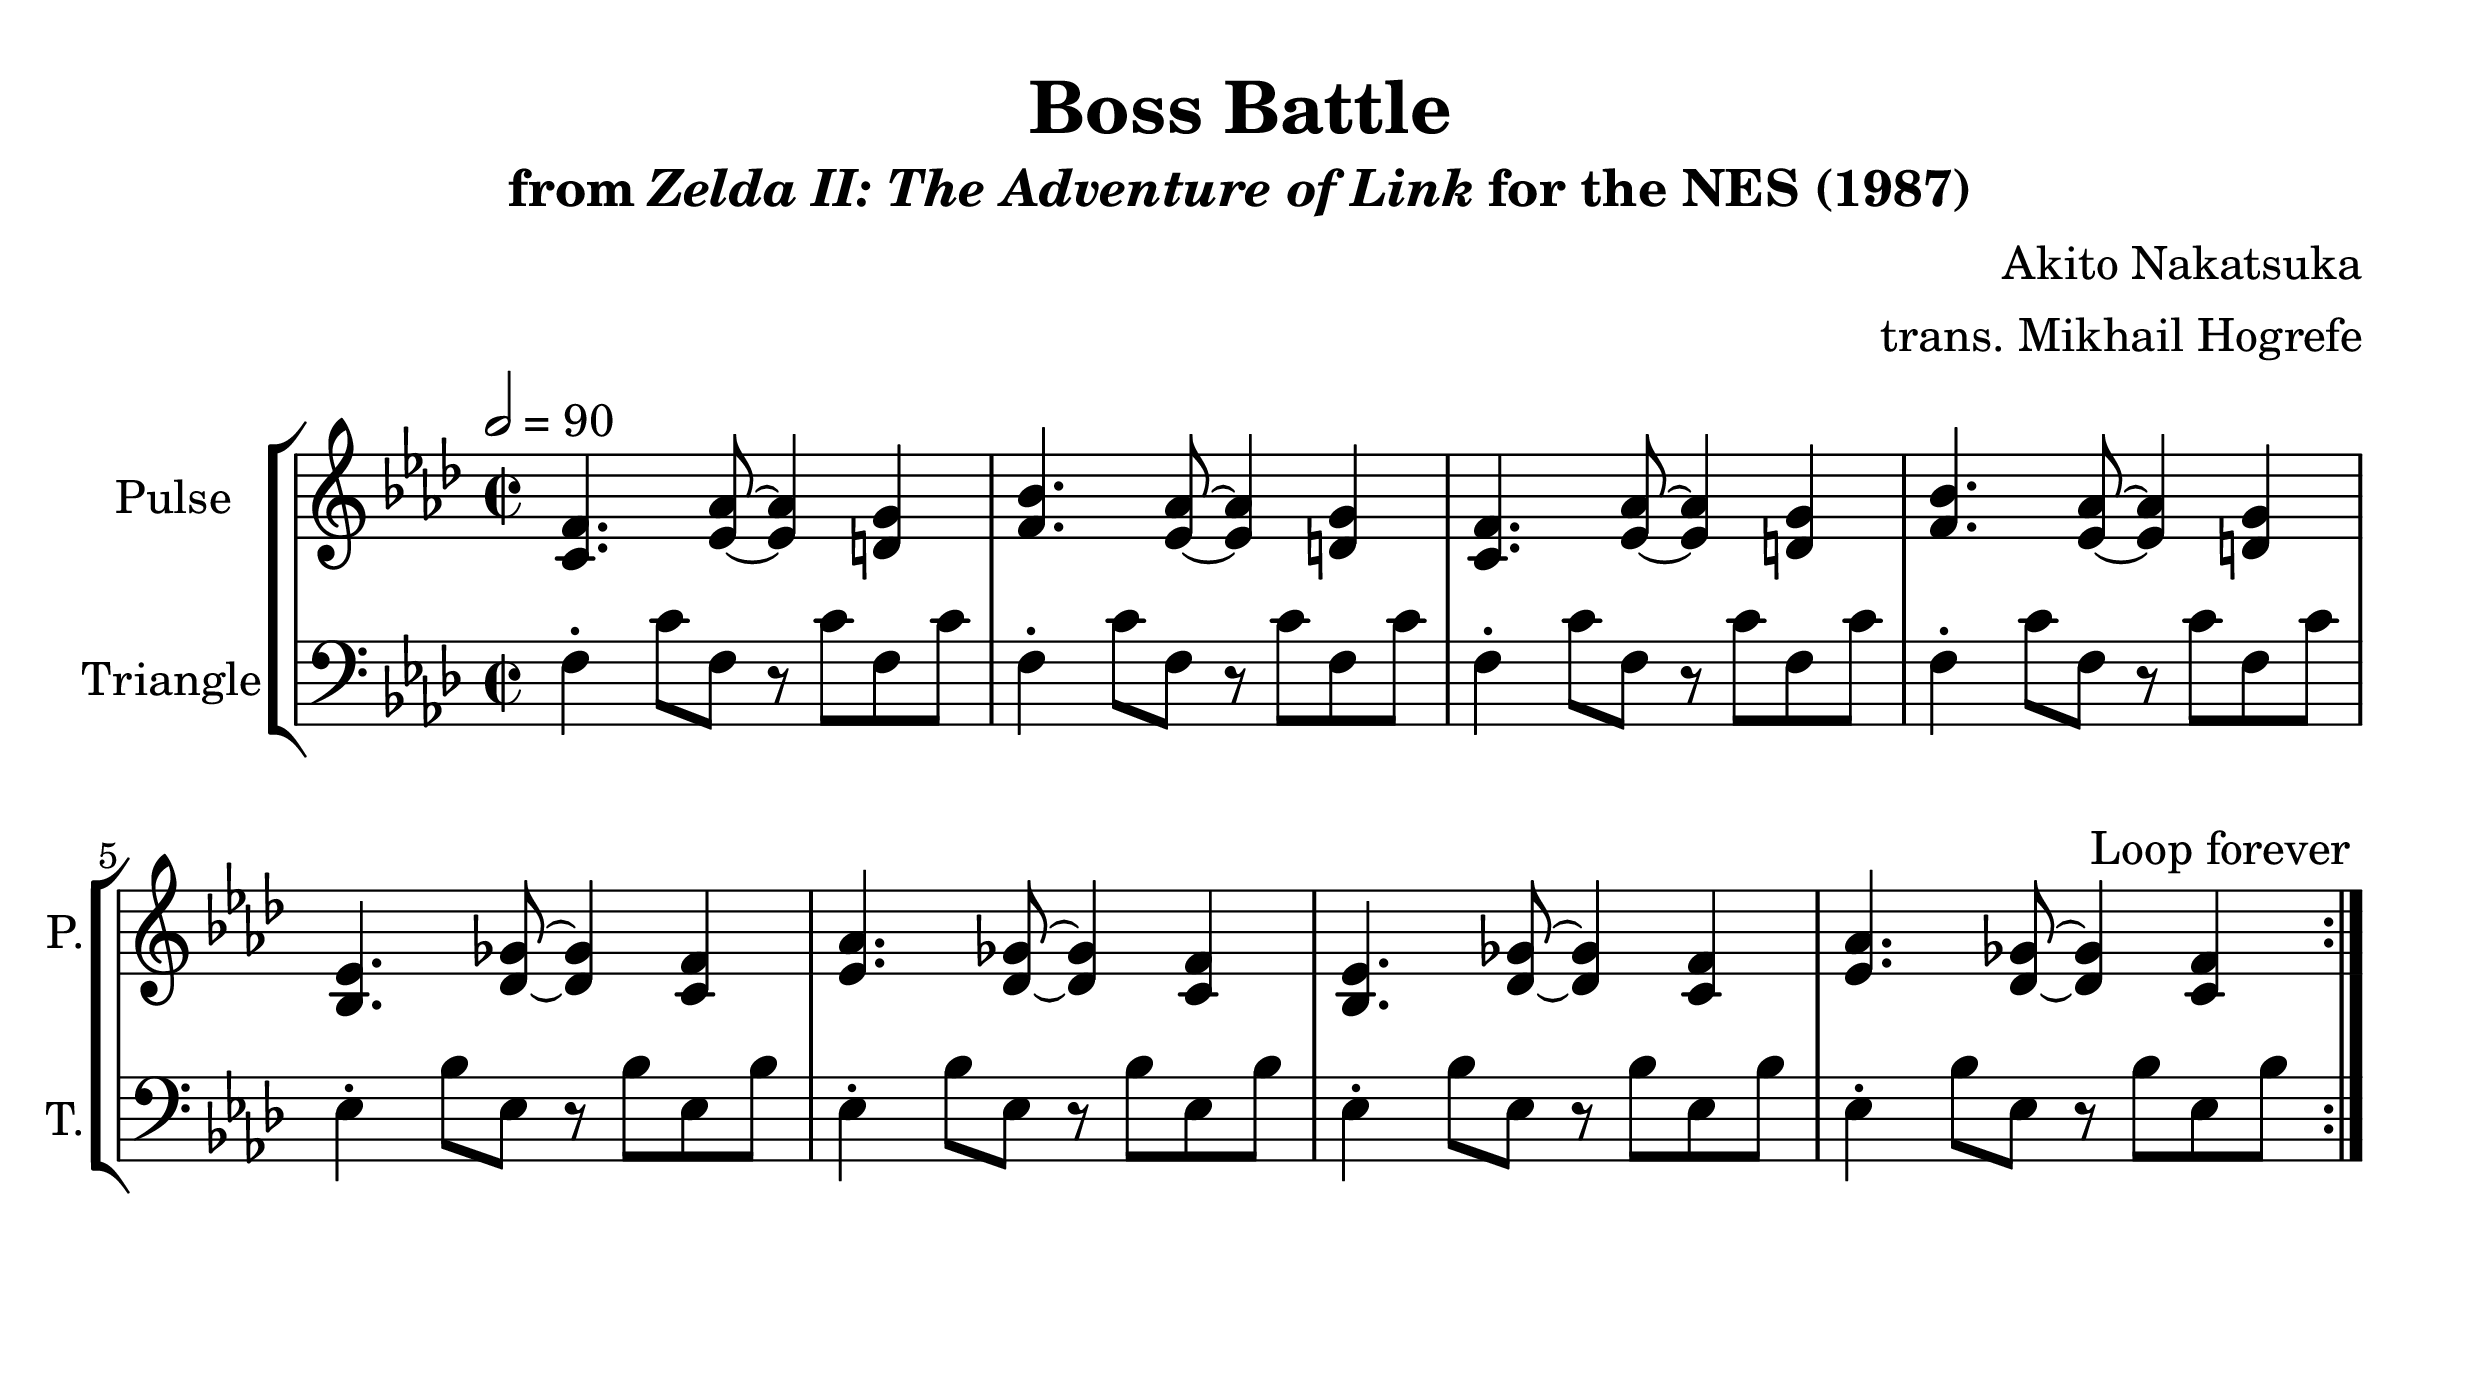 Boss Battle
from Zelda II: The Adventure of Link for the NES (1987)
Akito Nakatsuka
trans. Mikhail Hogrefe
= 90
Pulse
Triangle
5
Loop forever
P.
T.